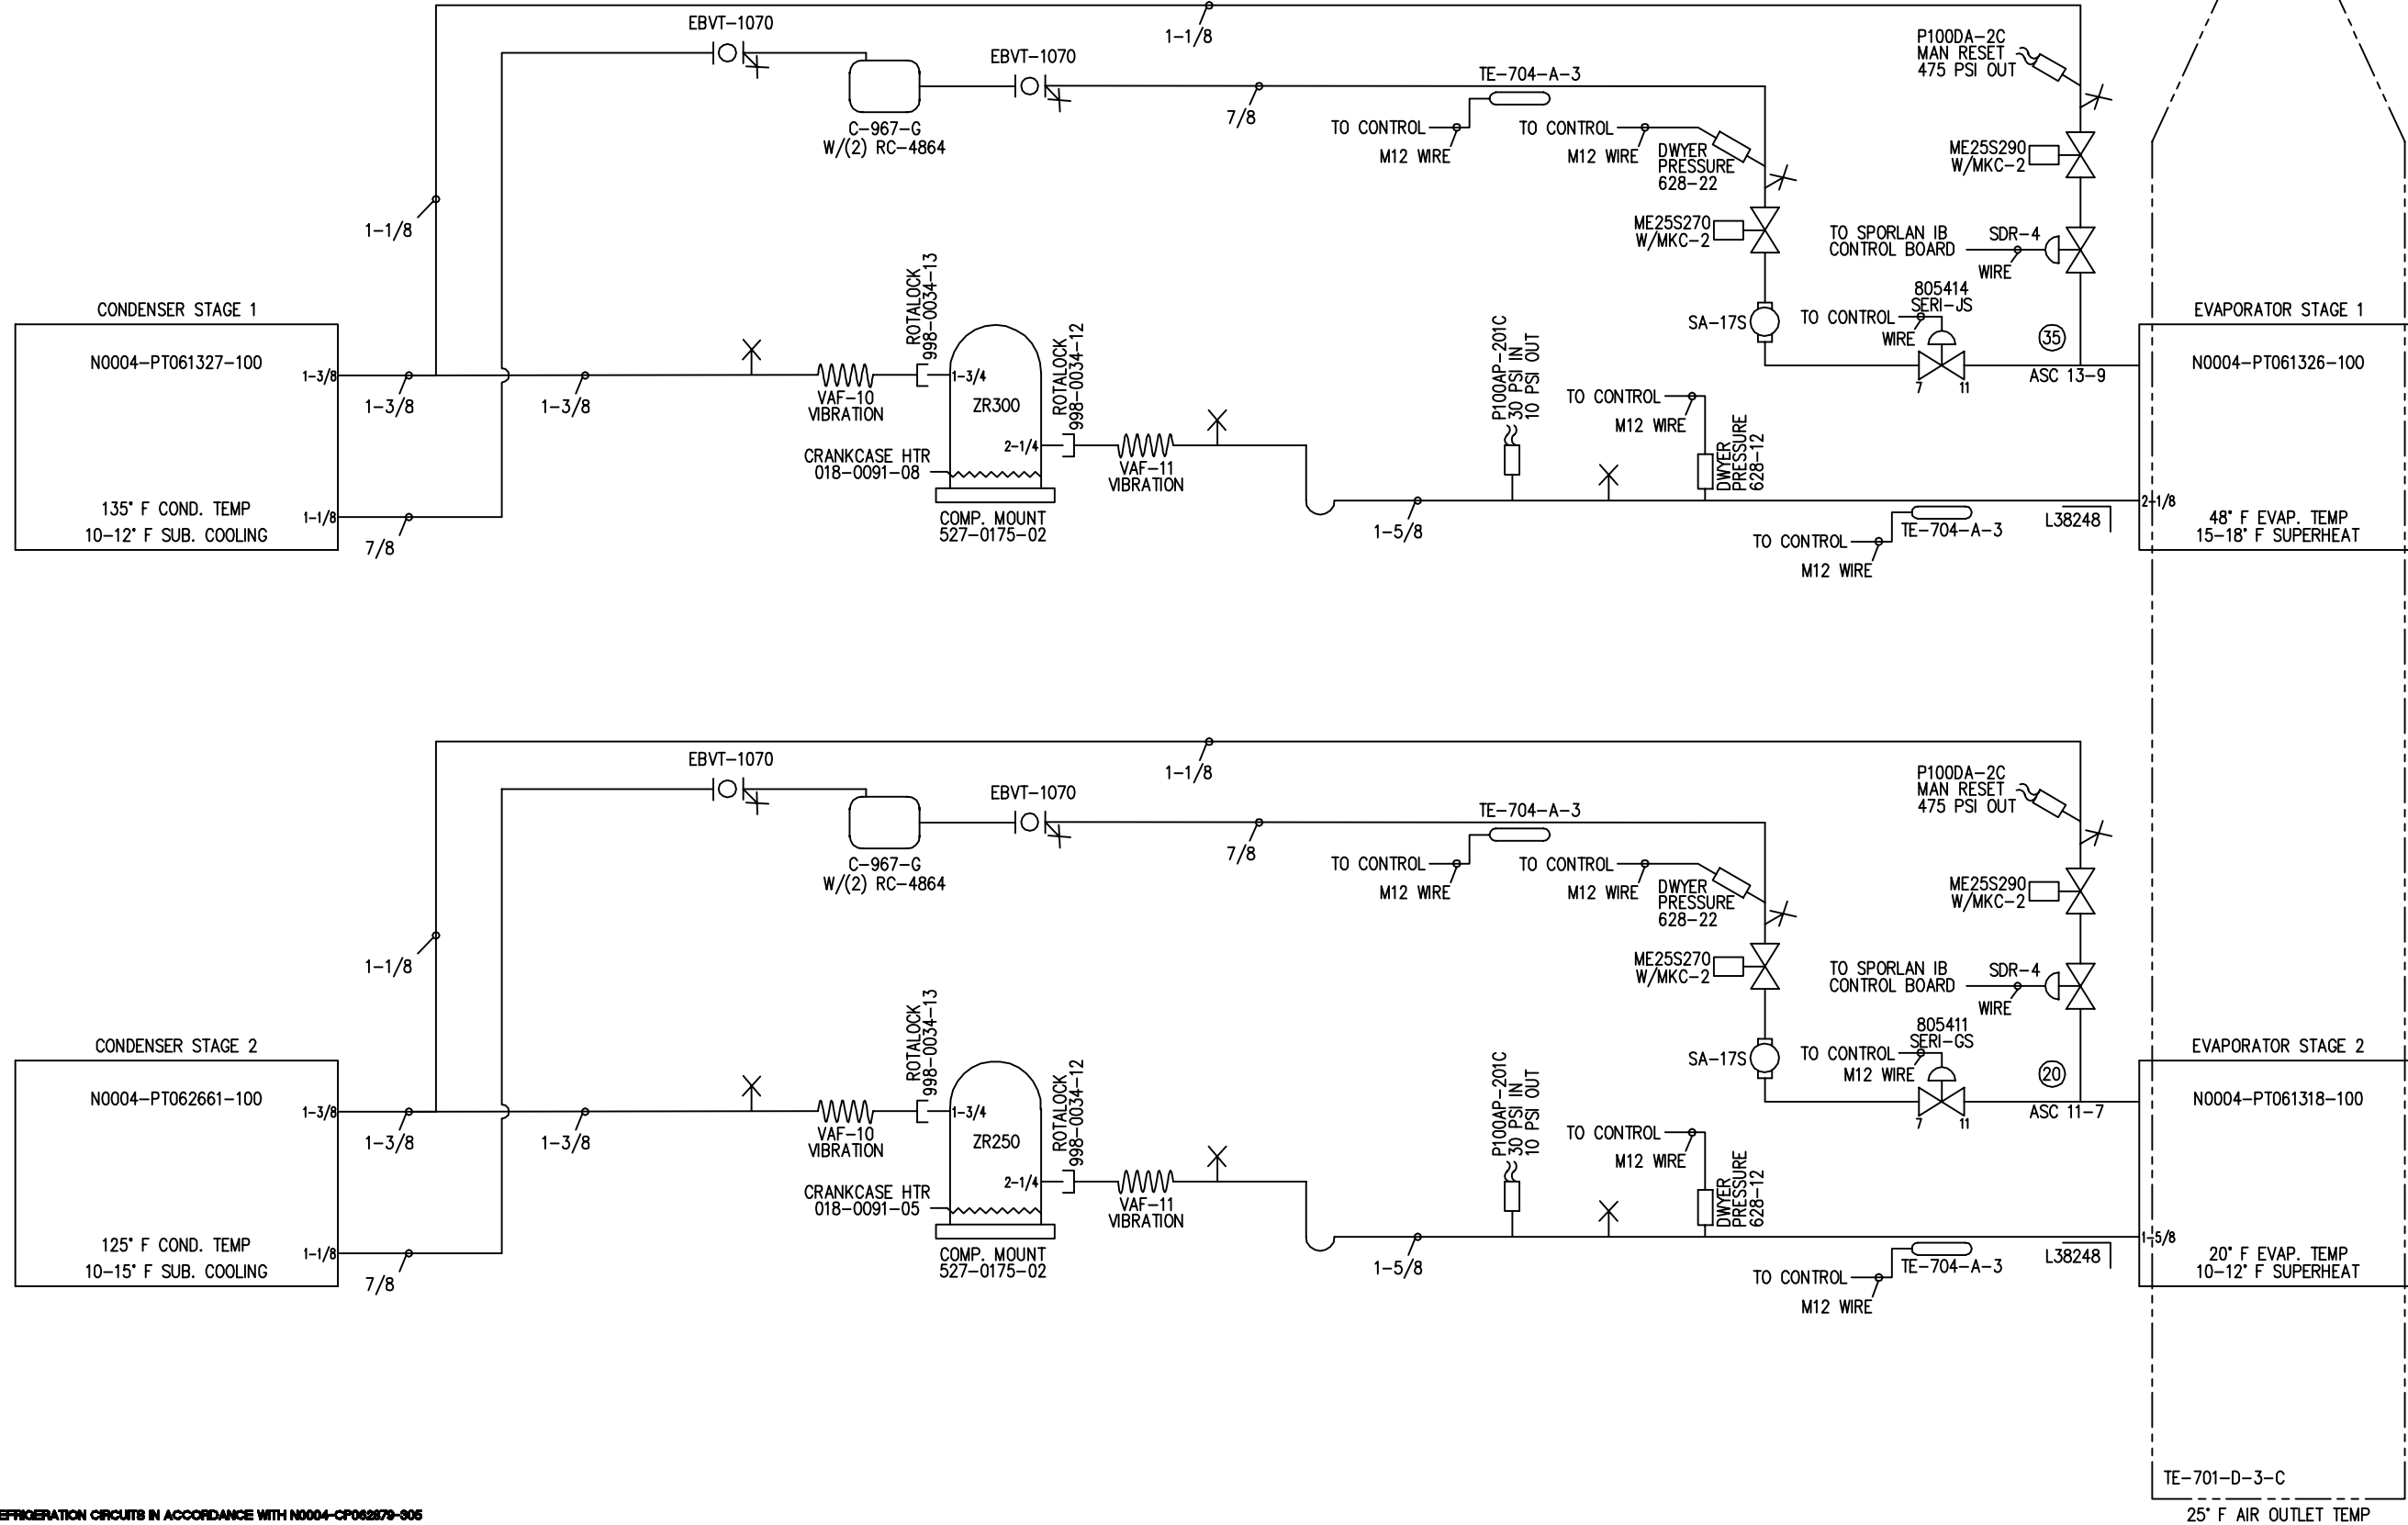 EBVT-1070
1-1/8
P100DA-2C
MAN RESET
475 PSI OUT
EBVT-1070
TE-704-A-3
C-967-G
W/(2) RC-4864
7/8
TO CONTROL
M12 WIRE
TO CONTROL
M12 WIRE
DWYER
PRESSURE
628-22
ME25S290
W/MKC-2
1-1/8
ME25S270
W/MKC-2
TO SPORLAN IB
CONTROL BOARD
SDR-4
WIRE
CONDENSER STAGE 1
N0004-PT061327-100
1-3/8
1-3/8
1-3/8
VAF-10
VIBRATION
ROTALOCK
998-0034-13
1-3/4
ZR300
ROTALOCK
998-0034-12
2-1/4
CRANKCASE HTR
018-0091-08
COMP. MOUNT
527-0175-02
VAF-11
VIBRATION
135° F COND. TEMP
10-12° F SUB. COOLING
1-1/8
7/8
1-5/8
P100AP-201C
30 PSI IN
10 PSI OUT
TO CONTROL
M12 WIRE
DWYER
PRESSURE
628-12
SA-17S
805414
SERI-JS
TO CONTROL
WIRE
7
11
35
ASC 13-9
EVAPORATOR STAGE 1
N0004-PT061326-100
2-1/8
48° F EVAP. TEMP
15-18° F SUPERHEAT
L38248
TE-704-A-3
TO CONTROL
M12 WIRE
EBVT-1070
1-1/8
P100DA-2C
MAN RESET
475 PSI OUT
EBVT-1070
TE-704-A-3
C-967-G
W/(2) RC-4864
7/8
TO CONTROL
M12 WIRE
TO CONTROL
M12 WIRE
DWYER
PRESSURE
628-22
ME25S290
W/MKC-2
1-1/8
ME25S270
W/MKC-2
TO SPORLAN IB
CONTROL BOARD
SDR-4
WIRE
CONDENSER STAGE 2
N0004-PT062661-100
1-3/8
1-3/8
1-3/8
VAF-10
VIBRATION
ROTALOCK
998-0034-13
1-3/4
ZR250
ROTALOCK
998-0034-12
2-1/4
CRANKCASE HTR
018-0091-05
COMP. MOUNT
527-0175-02
VAF-11
VIBRATION
125° F COND. TEMP
10-15° F SUB. COOLING
1-1/8
7/8
1-5/8
P100AP-201C
30 PSI IN
10 PSI OUT
TO CONTROL
M12 WIRE
DWYER
PRESSURE
628-12
SA-17S
805411
SERI-GS
TO CONTROL
M12 WIRE
7
11
20
ASC 11-7
EVAPORATOR STAGE 2
N0004-PT061318-100
1-5/8
20° F EVAP. TEMP
10-12° F SUPERHEAT
L38248
TE-704-A-3
TO CONTROL
M12 WIRE
TE-701-D-3-C
25° F AIR OUTLET TEMP
EFRIGERATION CIRCUITS IN ACCORDANCE WITH N0004-CP062879-305